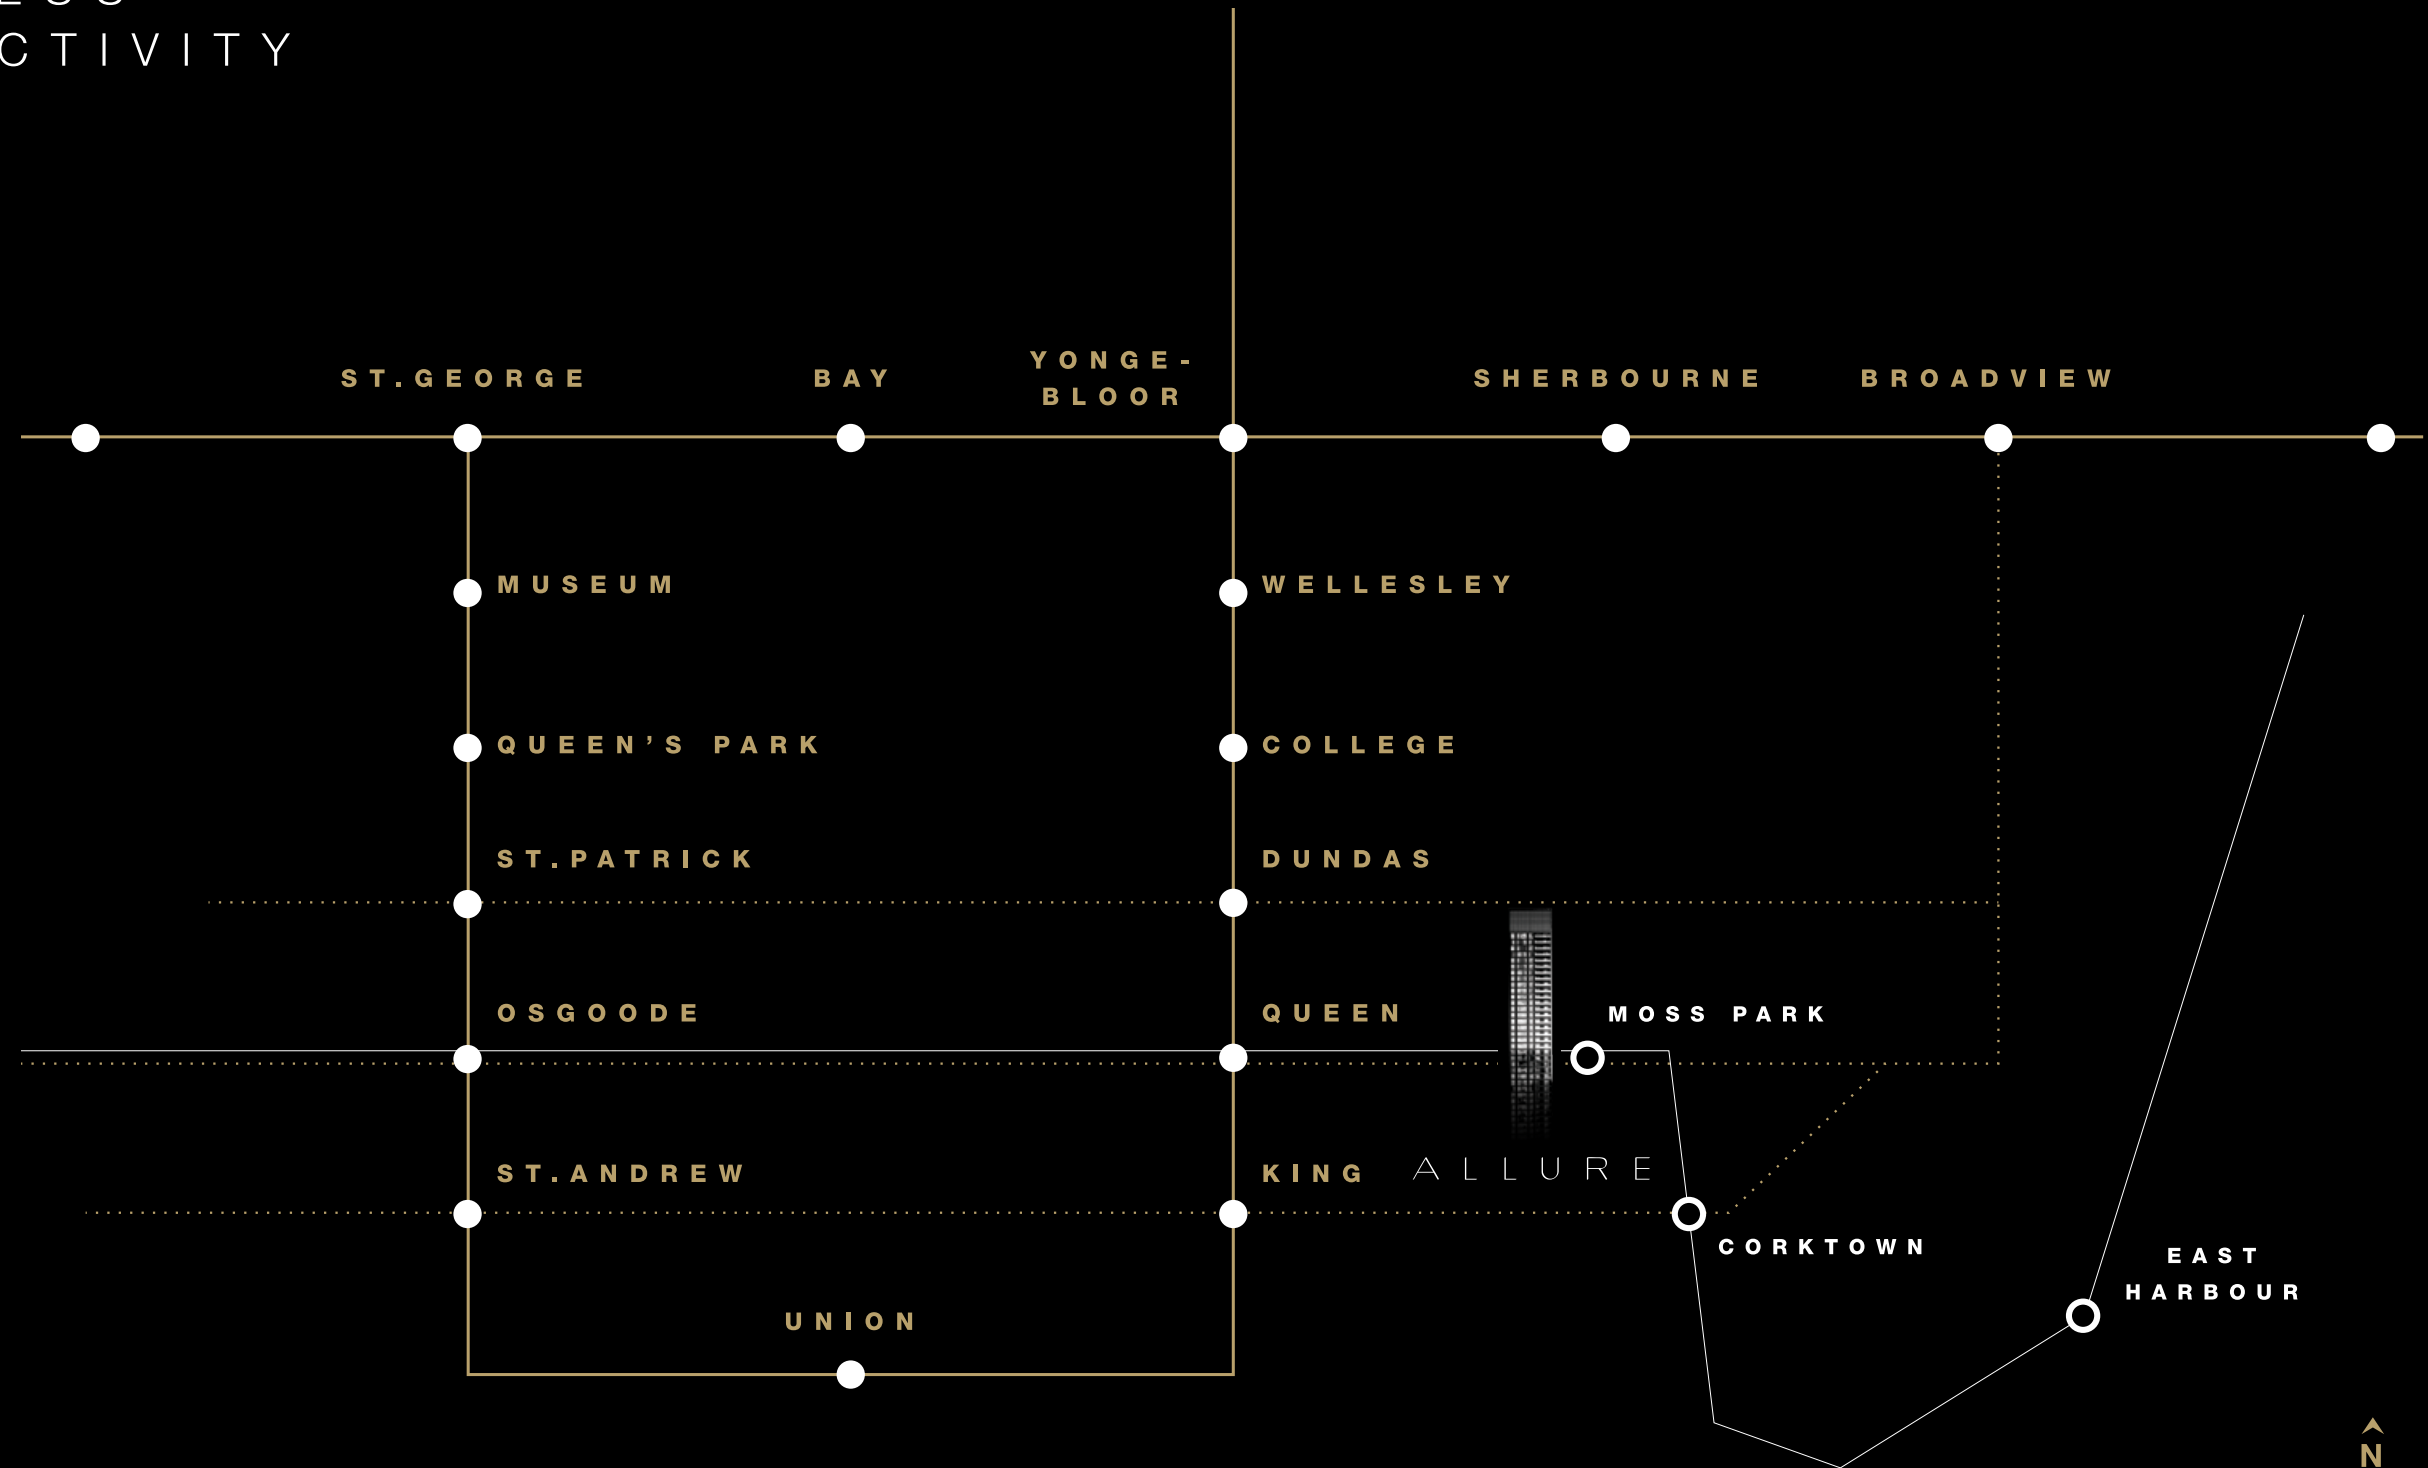 CTIVITY
YONGE-
BLOOR
ST.GEORGE
BAY
SHERBOURNE
BROADVIEW
MUSEUM
WELLESLEY
QUEEN’S PARK
COLLEGE
ST.PATRICK
DUNDAS
OSGOODE
QUEEN
MOSS PARK
ST.ANDREW
KING
ALLURE
CORKTOWN
EAST
HARBOUR
UNION
N